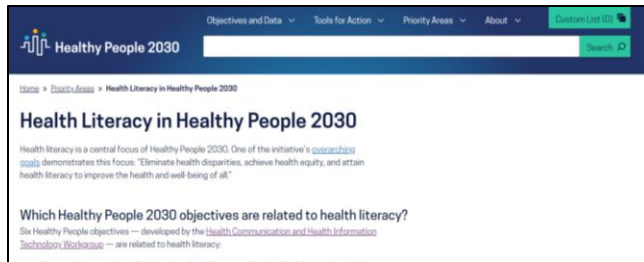 Objectives and Data Tools for Action Priority Areas About Custom List (0)
Healthy People 2030
Search
Home > Priority Areas > Health Literacy in Healthy People 2030
Health Literacy in Healthy People 2030
Health literacy is a central focus of Healthy People 2030. One of the initiative's overarching
goals demonstrates this focus: "Eliminate health disparities, achieve health equity, and attain
health literacy to improve the health and well-being of all."
Which Healthy People 2030 objectives are related to health literacy?
Six Healthy People objectives — developed by the Health Communication and Health Information
Technology Workgroup — are related to health literacy: